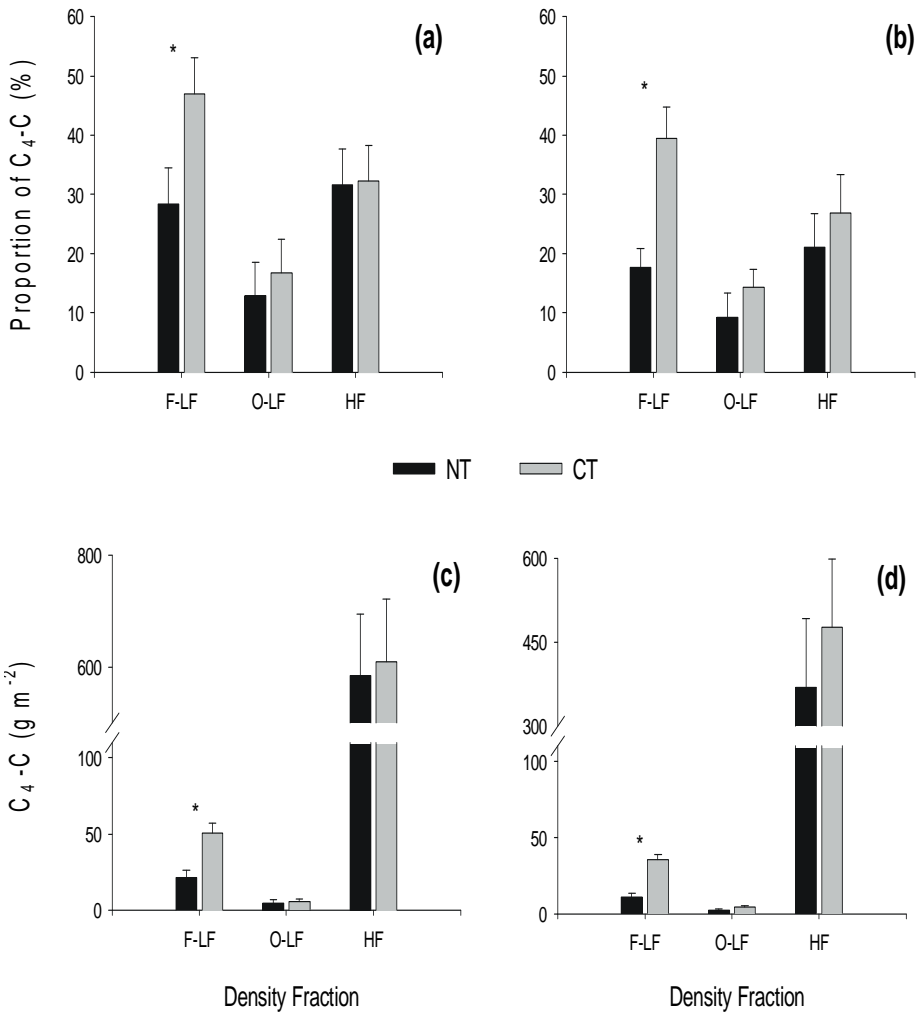 Proportion of C4-C (%)
60
50
40
30
20
10
0
(a)
*
F-LF O-LF HF
60
50
40
30
20
10
0
(b)
*
F-LF O-LF HF
NT CT
C4-C (g m-2)
800
600
100
50
0
(c)
*
F-LF O-LF HF
Density Fraction
600
450
300
100
50
0
(d)
*
F-LF O-LF HF
Density Fraction